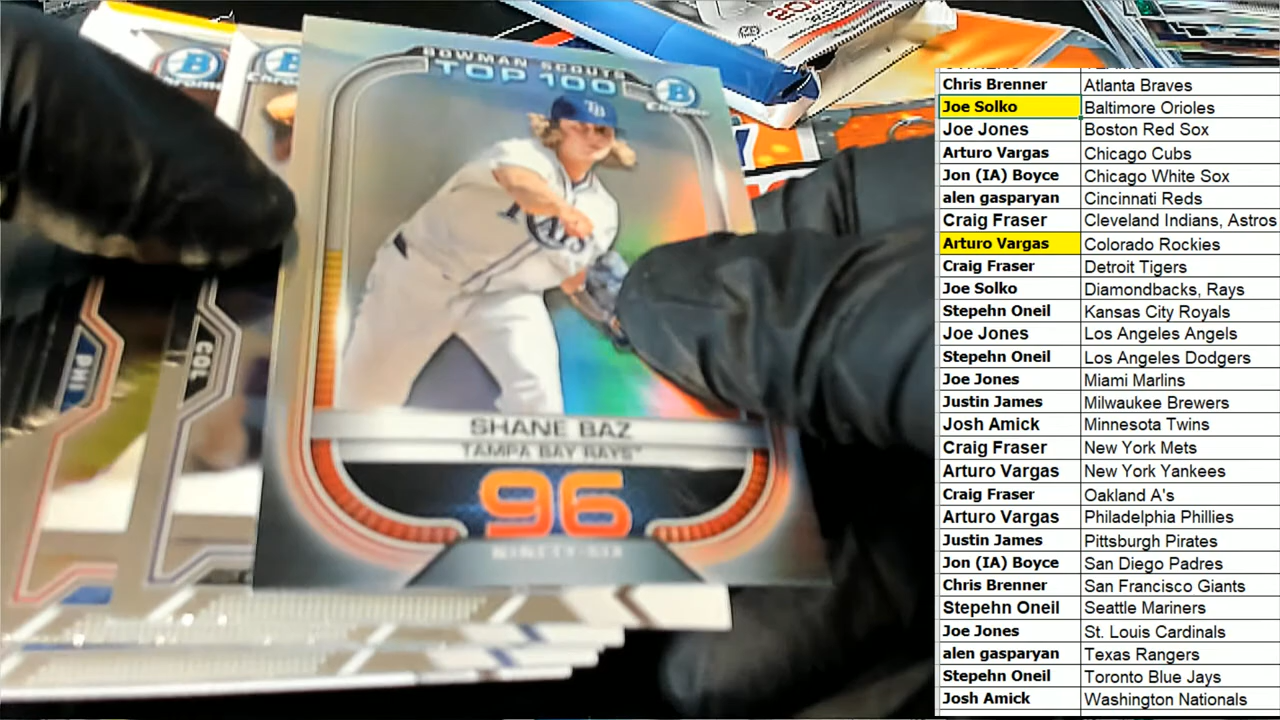 BOWMAN SCOUTS
TOP 100
B
Chrome
B
Chrome
B
TB
RAYS
SHANE BAZ
TAMPA BAY RAYS
96
NINETY-SIX
PHI
COL
Chris Brenner Atlanta Braves
Joe Solko Baltimore Orioles
Joe Jones Boston Red Sox
Arturo Vargas Chicago Cubs
Jon (IA) Boyce Chicago White Sox
alen gasparyan Cincinnati Reds
Craig Fraser Cleveland Indians, Astros
Arturo Vargas Colorado Rockies
Craig Fraser Detroit Tigers
Joe Solko Diamondbacks, Rays
Stepehn Oneil Kansas City Royals
Joe Jones Los Angeles Angels
Stepehn Oneil Los Angeles Dodgers
Joe Jones Miami Marlins
Justin James Milwaukee Brewers
Josh Amick Minnesota Twins
Craig Fraser New York Mets
Arturo Vargas New York Yankees
Craig Fraser Oakland A's
Arturo Vargas Philadelphia Phillies
Justin James Pittsburgh Pirates
Jon (IA) Boyce San Diego Padres
Chris Brenner San Francisco Giants
Stepehn Oneil Seattle Mariners
Joe Jones St. Louis Cardinals
alen gasparyan Texas Rangers
Stepehn Oneil Toronto Blue Jays
Josh Amick Washington Nationals